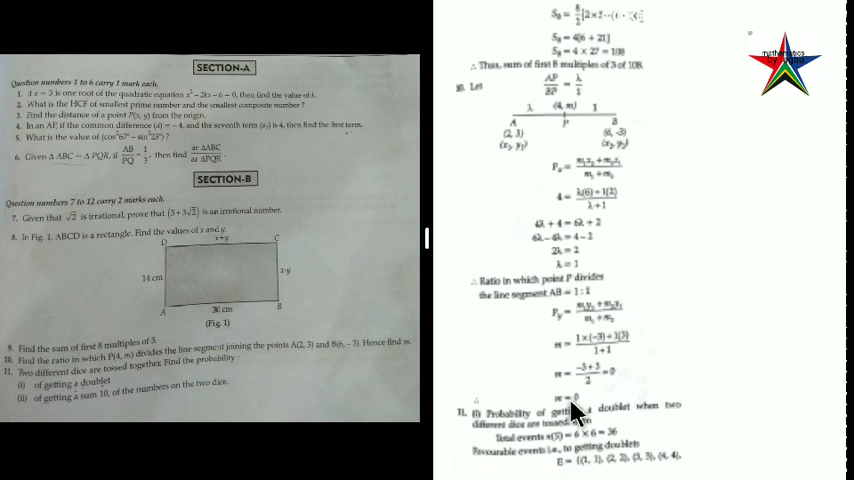 SECTION-A
Question numbers 1 to 6 carry 1 mark each.
1. If x = 3 is one root of the quadratic equation x² – 2kx – 6 = 0, then find the value of k.
2. What is the HCF of smallest prime number and the smallest composite number ?
3. Find the distance of a point P(x, y) from the origin.
4. In an AP, if the common difference (d) = –4, and the seventh term (a₇) is 4, then find the first term.
5. What is the value of (cos²67° – sin²23°) ?
6. Given Δ ABC ~ Δ PQR, if AB/PQ = 1/3, then find ar ΔABC/ar ΔPQR.
SECTION-B
Question numbers 7 to 12 carry 2 marks each.
7. Given that √2 is irrational, prove that (5+3√2) is an irrational number.
8. In Fig. 1, ABCD is a rectangle. Find the values of x and y.
D x+y C
14 cm x-y
A 30 cm B
(Fig. 1)
9. Find the sum of first 8 multiples of 3.
10. Find the ratio in which P(4, m) divides the line segment joining the points A(2, 3) and B(6, –3). Hence find m.
11. Two different dice are tossed together. Find the probability :
(i) of getting a doublet
(ii) of getting a sum 10, of the numbers on the two dice.
S₈ = 8/2
S₈ = 4[6 + 21]
S₈ = 4 × 27 = 108
∴ Thus, sum of first 8 multiples of 3 of 108.
10. Let AP/BP = λ/1
λ (4, m) 1
A P B
(2, 3) (6, -3)
(x₁, y₁)
Pₓ = m₁x₂ + m₂x₁ / m₁ + m₂
4 = λ(6)+1(2) / λ+1
4λ + 4 = 6λ + 2
6λ – 4λ = 4 – 2
2λ = 2
λ = 1
∴ Ratio in which point P divides
the line segment AB = 1 : 1
Pᵧ = m₁y₂ + m₂y₁ / m₁ + m₂
m = 1×(–3)+1(3) / 1+1
m = –3+3 / 2 = 0
∴ m = 0
11. (i) Probability of getting a doublet when two
different dice are
Total events n(S) = 6 × 6 = 36
Favourable events i.e., to getting doublets
E = {(1, 1), (2, 2), (3, 3), (4, 4),
mathematics
by